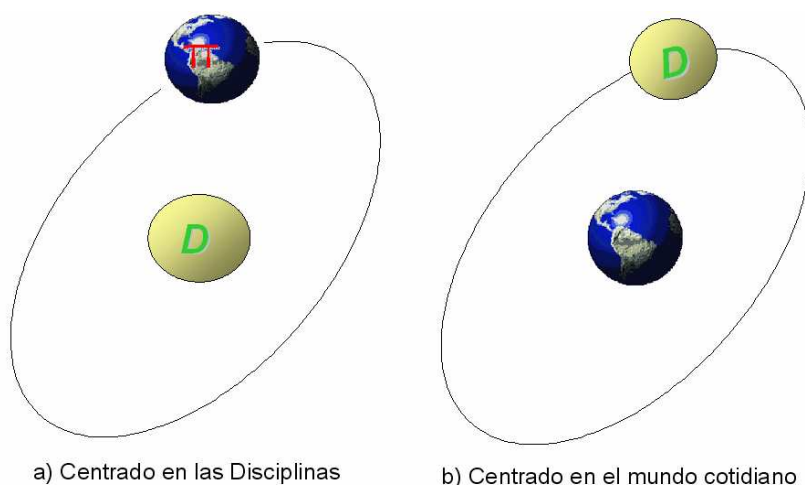 π
D
a) Centrado en las Disciplinas
D
b) Centrado en el mundo cotidiano